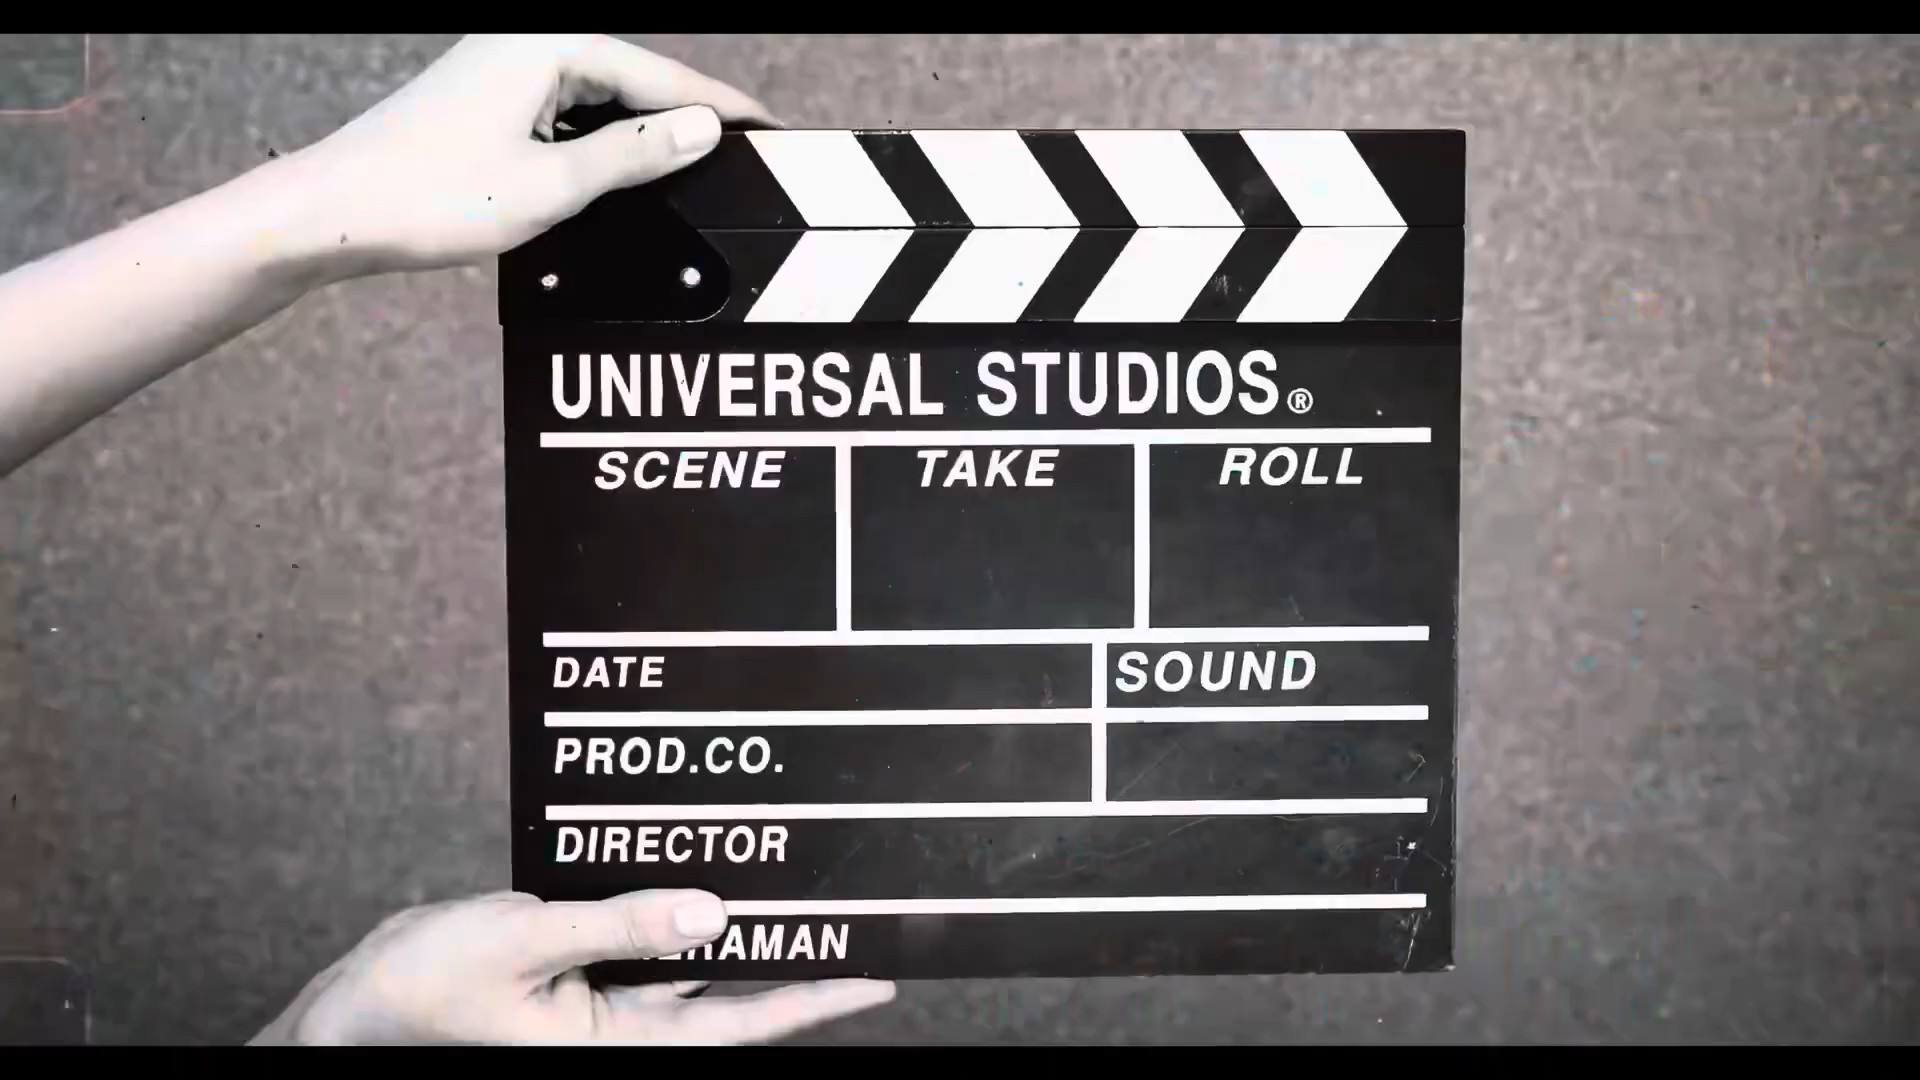 UNIVERSAL STUDIOS®
SCENE TAKE ROLL
DATE SOUND
PROD.CO.
DIRECTOR